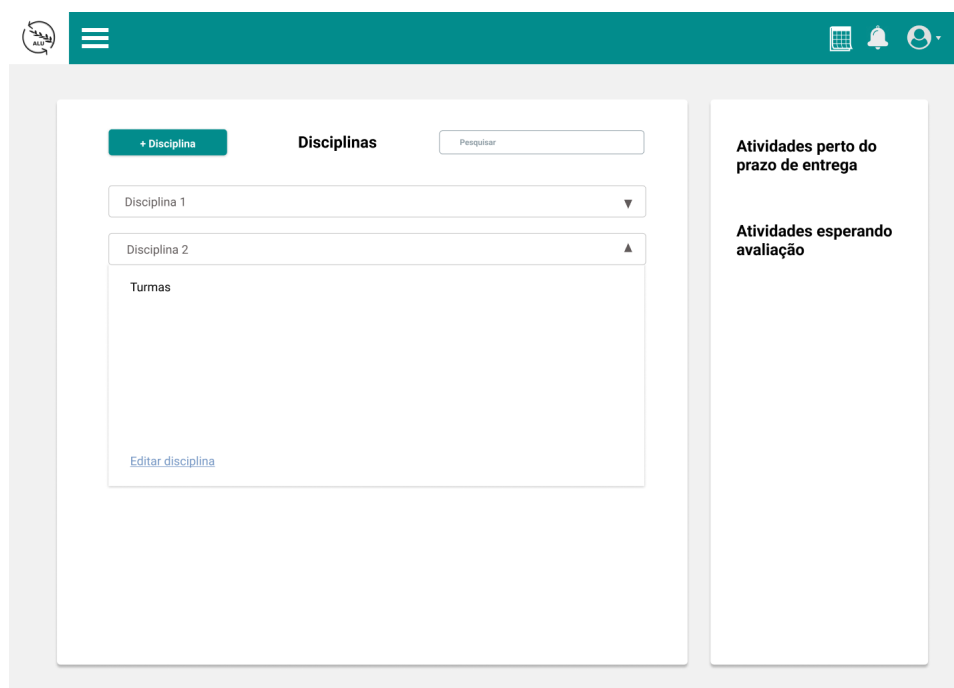 ALU
+ Disciplina
Disciplinas
Pesquisar
Disciplina 1
Disciplina 2
Turmas
Editar disciplina
Atividades perto do
prazo de entrega
Atividades esperando
avaliação